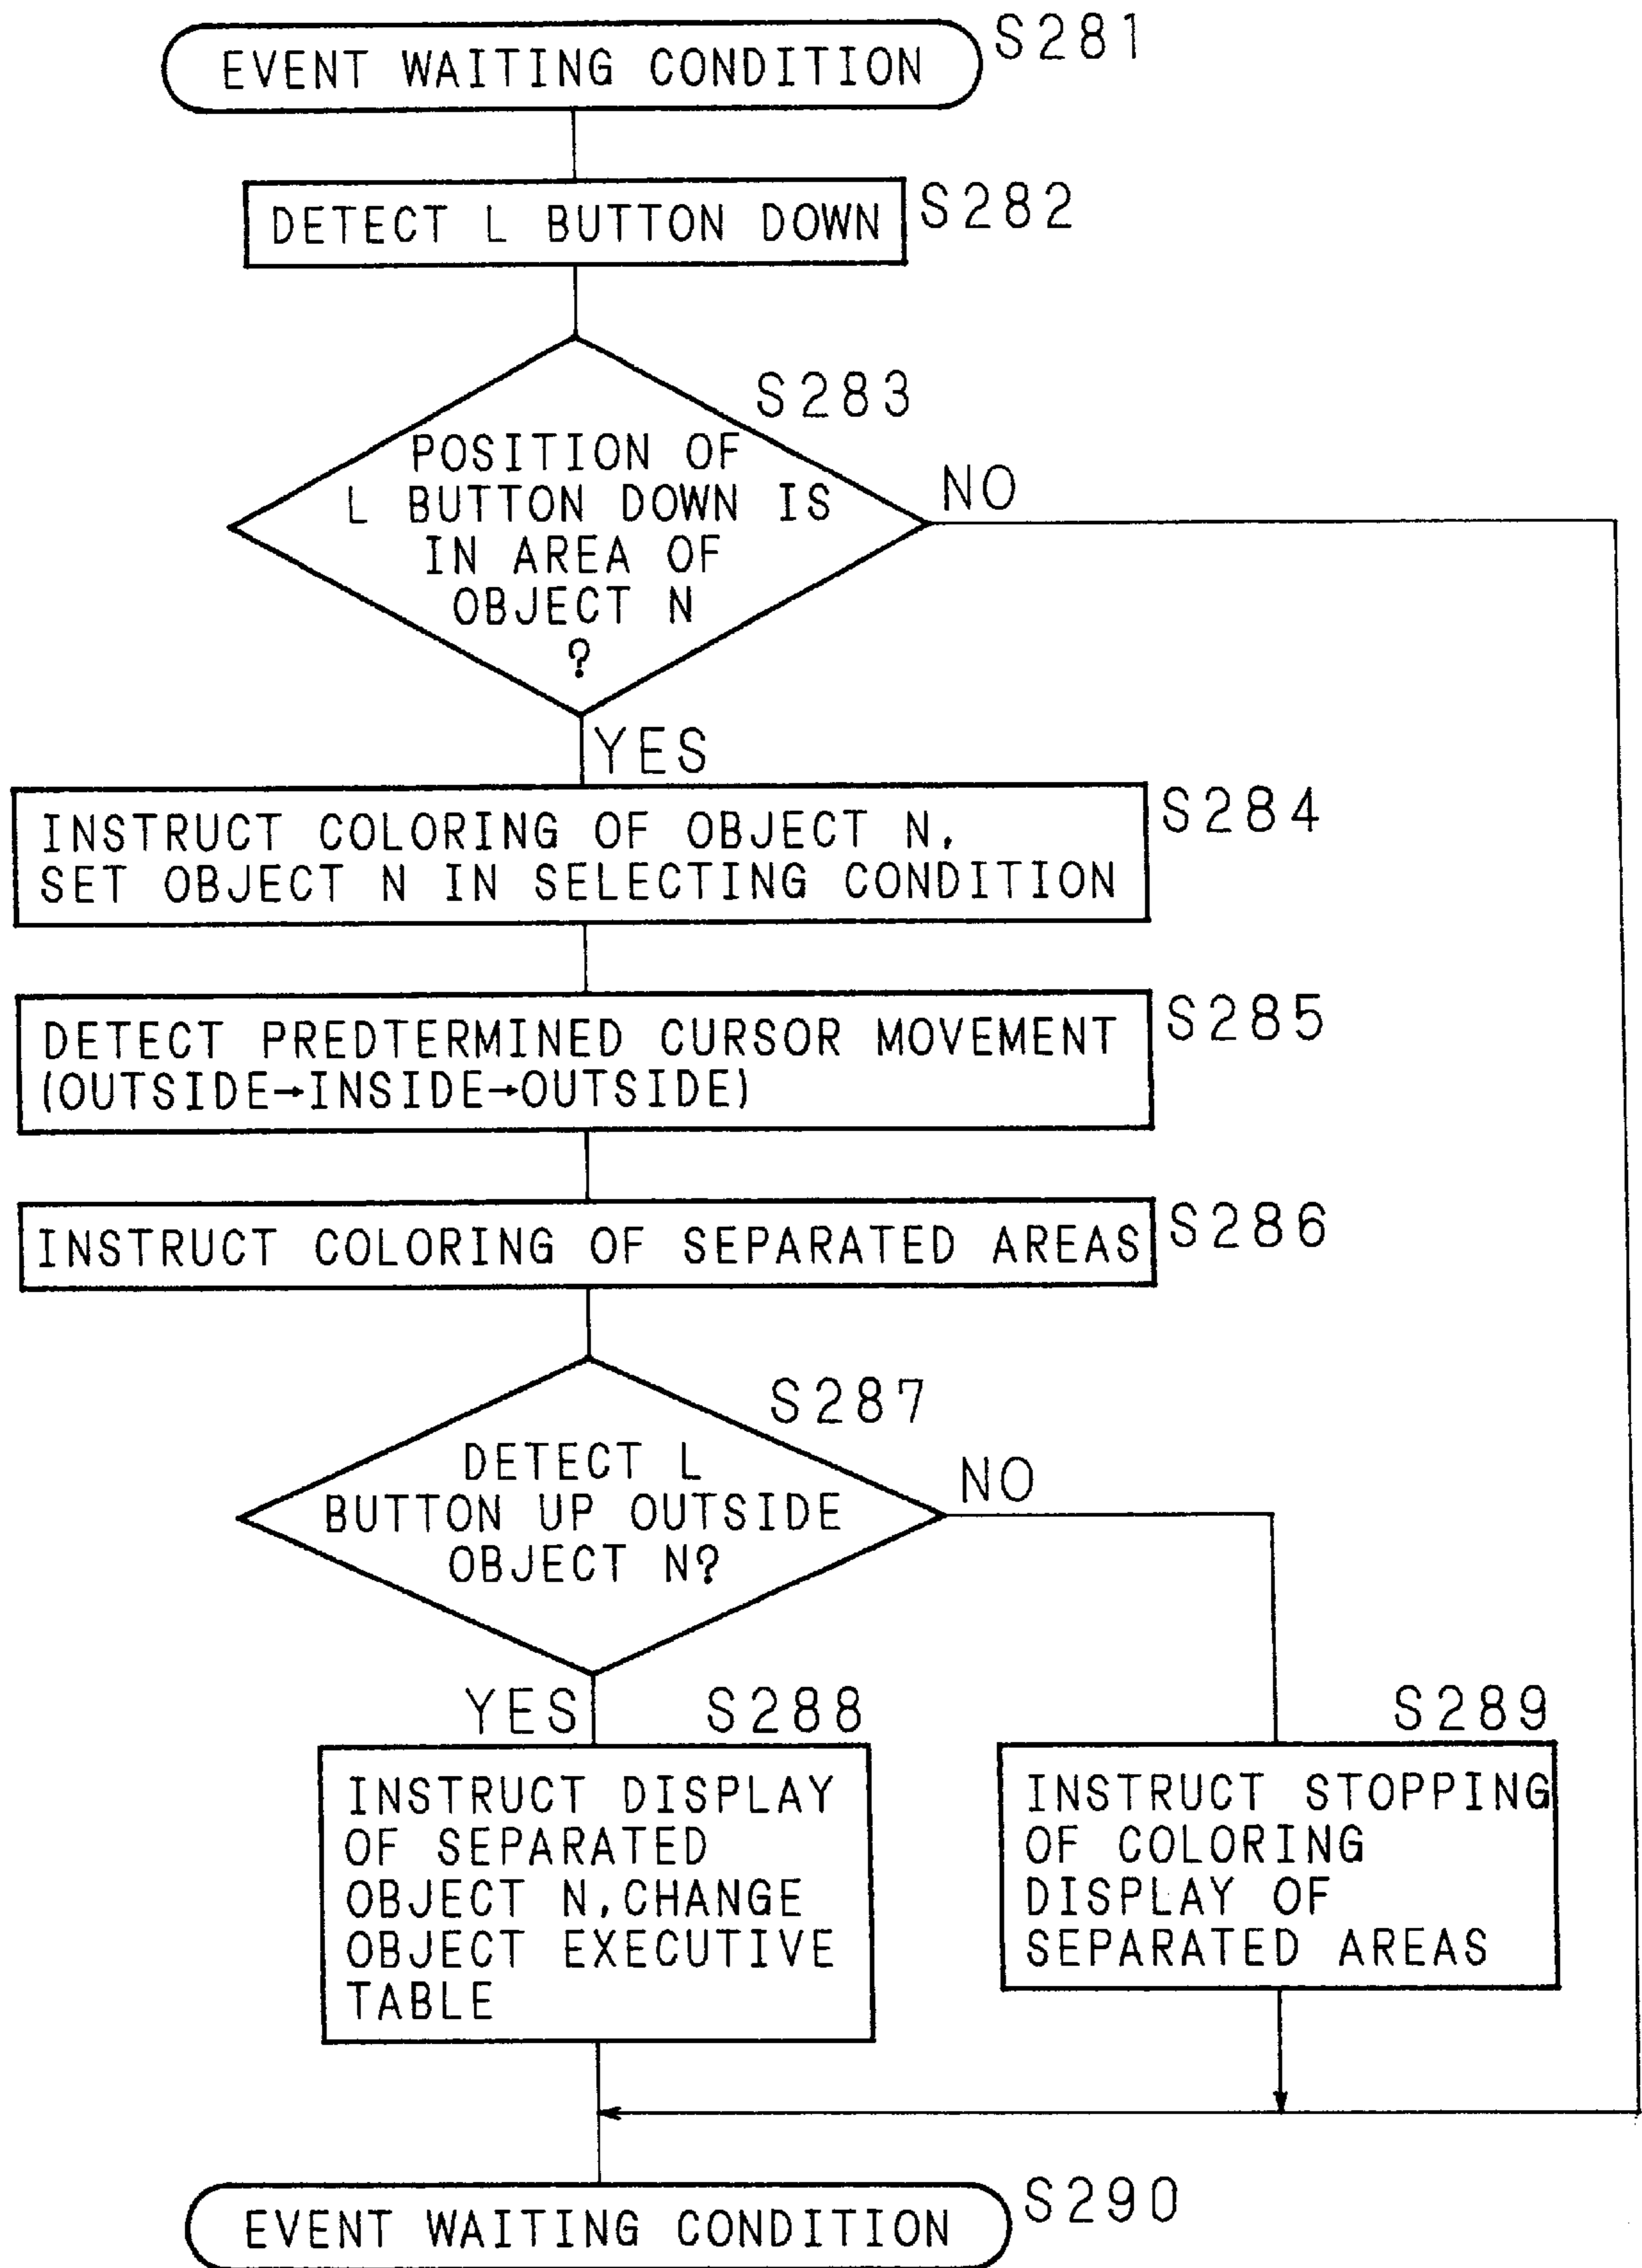 EVENT WAITING CONDITION
S281
DETECT L BUTTON DOWN
S282
S283
POSITION OF
L BUTTON DOWN IS
IN AREA OF
OBJECT N
?
NO
YES
INSTRUCT COLORING OF OBJECT N,
SET OBJECT N IN SELECTING CONDITION
S284
DETECT PREDTERMINED CURSOR MOVEMENT
(OUTSIDE→INSIDE→OUTSIDE)
S285
INSTRUCT COLORING OF SEPARATED AREAS
S286
S287
DETECT L
BUTTON UP OUTSIDE
OBJECT N?
NO
YES
S288
INSTRUCT DISPLAY
OF SEPARATED
OBJECT N, CHANGE
OBJECT EXECUTIVE
TABLE
S289
INSTRUCT STOPPING
OF COLORING
DISPLAY OF
SEPARATED AREAS
EVENT WAITING CONDITION
S290